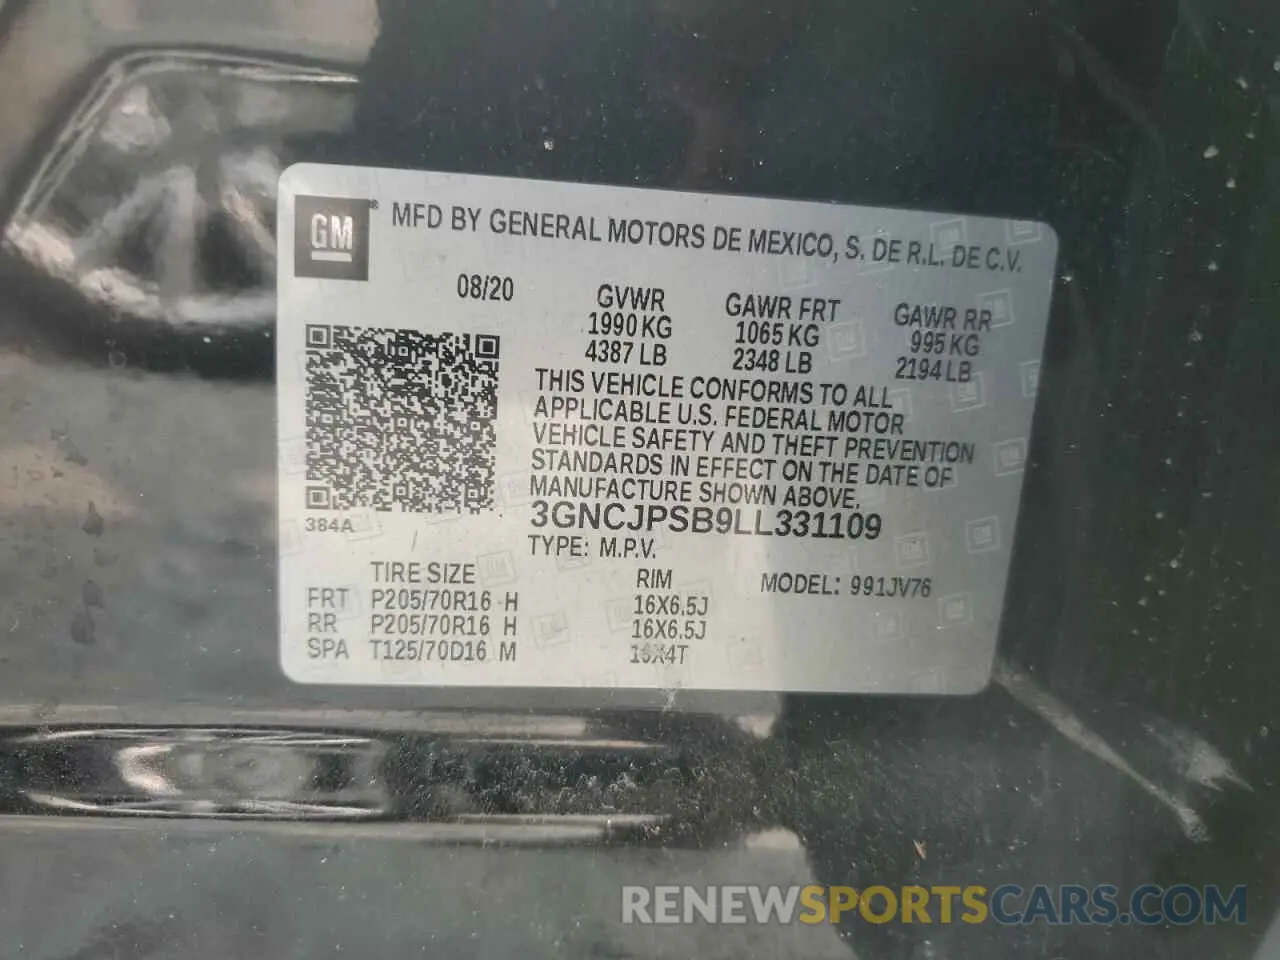 GM ® MFD BY GENERAL MOTORS DE MEXICO, S. DE R.L. DE C.V.
08/20
GVWR GAWR FRT GAWR RR
1990 KG 1065 KG 995 KG
4387 LB 2348 LB 2194 LB
THIS VEHICLE CONFORMS TO ALL
APPLICABLE U.S. FEDERAL MOTOR
VEHICLE SAFETY AND THEFT PREVENTION
STANDARDS IN EFFECT ON THE DATE OF
MANUFACTURE SHOWN ABOVE.
384A
3GNCJPSB9LL331109
TYPE: M.P.V.
TIRE SIZE RIM MODEL: 991JV76
FRT P205/70R16 H 16X6.5J
RR P205/70R16 H 16X6.5J
SPA T125/70D16 M 16X4T
RENEWSPORTSCARS.COM